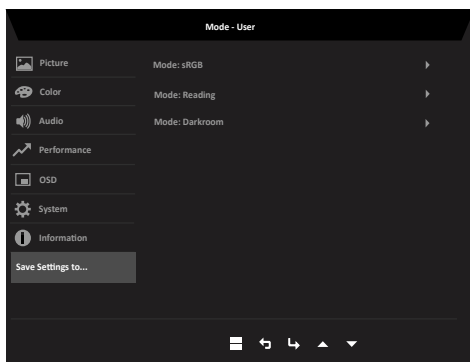 Mode - User
Picture
Color
Audio
Performance
OSD
System
Information
Save Settings to...
Mode: sRGB
Mode: Reading
Mode: Darkroom